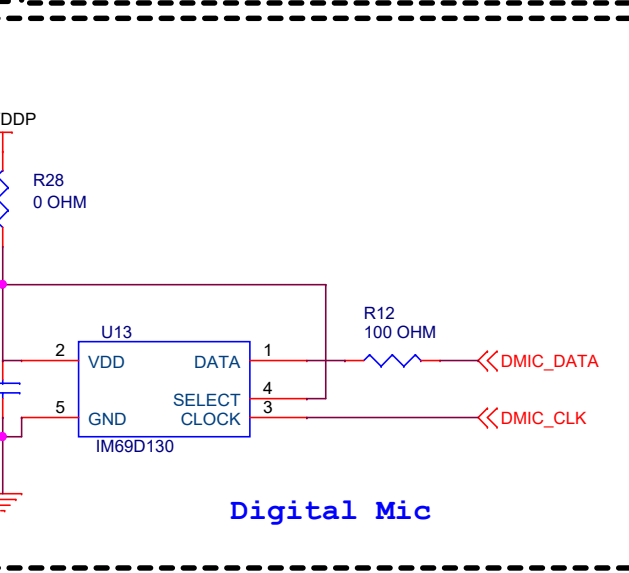 DDP
R28
0 OHM
R12
100 OHM
U13
2
VDD
DATA
1
SELECT
4
5
GND
CLOCK
3
IM69D130
DMIC_DATA
DMIC_CLK
Digital Mic